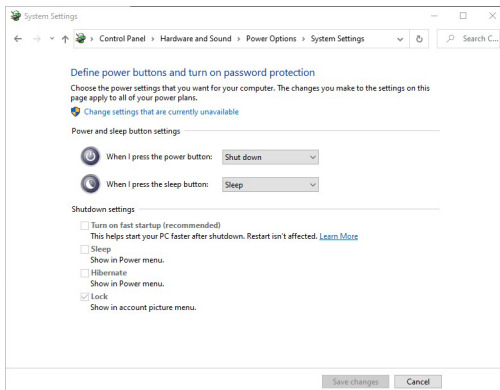 System Settings
Control Panel › Hardware and Sound › Power Options › System Settings
Search C...
Define power buttons and turn on password protection
Choose the power settings that you want for your computer. The changes you make to the settings on this
page apply to all of your power plans.
Change settings that are currently unavailable
Power and sleep button settings
When I press the power button: Shut down
When I press the sleep button: Sleep
Shutdown settings
Turn on fast startup (recommended)
This helps start your PC faster after shutdown. Restart isn't affected. Learn More
Sleep
Show in Power menu.
Hibernate
Show in Power menu.
Lock
Show in account picture menu.
Save changes Cancel